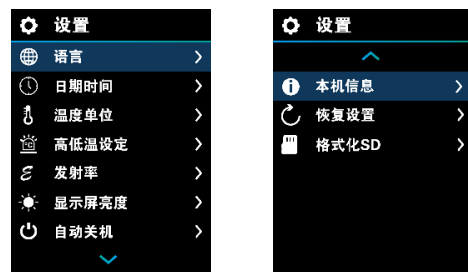 设置
语言
日期时间
温度单位
高低温设定
发射率
显示屏亮度
自动关机
设置
本机信息
恢复设置
格式化SD